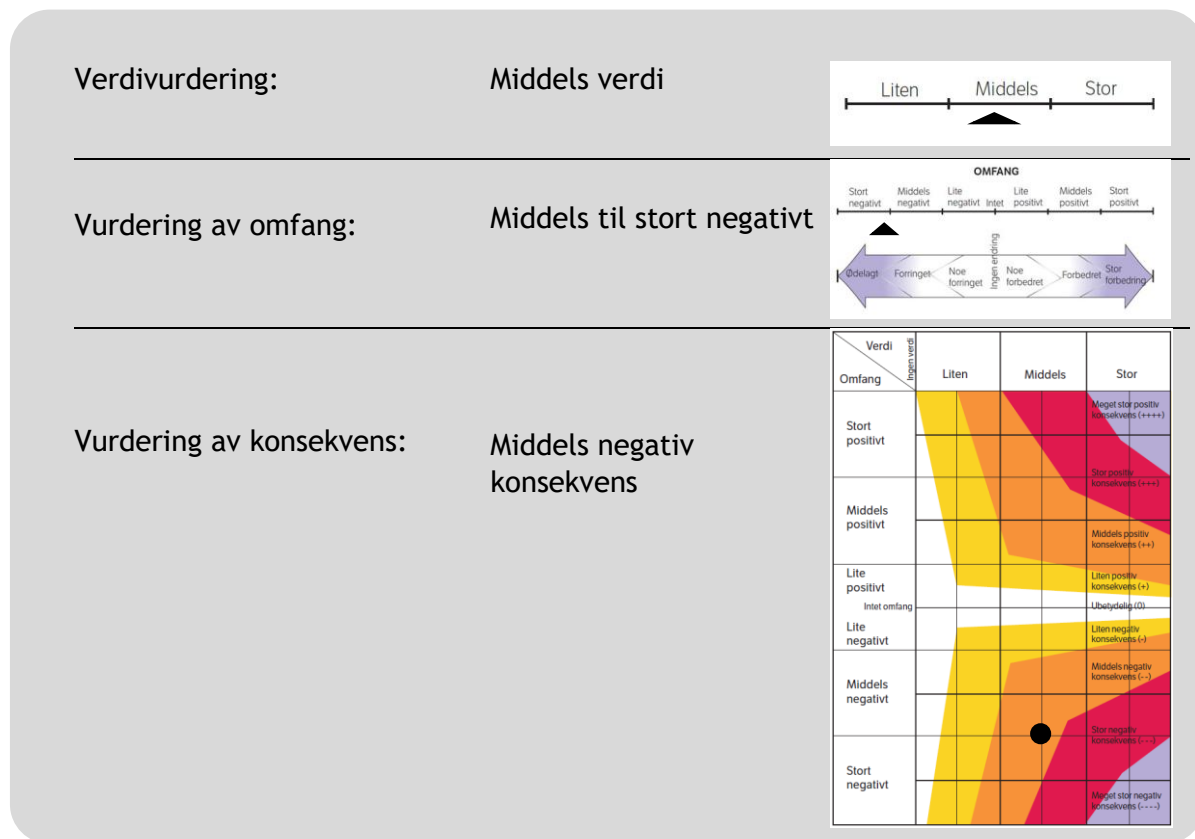 Verdivurdering:
Middels verdi
Liten Middels Stor
Vurdering av omfang:
Middels til stort negativt
OMFANG
Stort negativt
Middels negativt
Lite negativt
Intet
Lite positivt
Middels positivt
Stort positivt
Ødelagt
Forringet
Noe forringet
Ingen endring
Noe forbedret
Forbedret
Stor forbedring
Vurdering av konsekvens:
Middels negativ
konsekvens
Verdi
Omfang
Ingen verdi
Liten
Middels
Stor
Stort
positivt
Meget stor positiv
konsekvens (++++)
Stor positiv
konsekvens (+++)
Middels
positivt
Middels positiv
konsekvens (++)
Lite
positivt
Liten positiv
konsekvens (+)
Intet omfang
Ubetydelig (0)
Lite
negativt
Liten negativ
konsekvens (-)
Middels
negativt
Middels negativ
konsekvens (--)
Stor negativ
konsekvens (---)
Stort
negativt
Meget stor negativ
konsekvens (----)